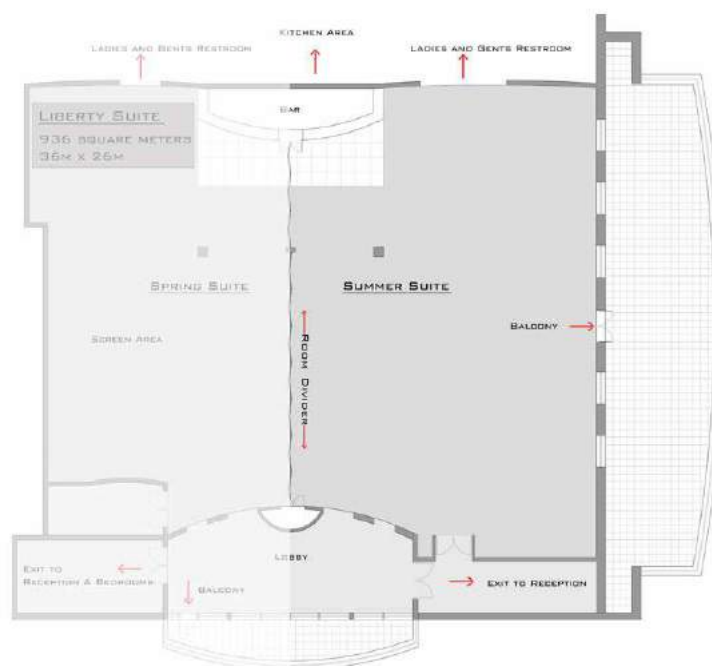 KITCHEN AREA
LADIES AND GENTS RESTROOM
LADIES AND GENTS RESTROOM
BAR
LIBERTY SUITE
936 SQUARE METERS
36M X 26M
SPRING SUITE
SUMMER SUITE
BALCONY
SCREEN AREA
ROOM DIVIDER
LOBBY
EXIT TO
RECEPTION & BEDROOMS
BALCONY
EXIT TO RECEPTION